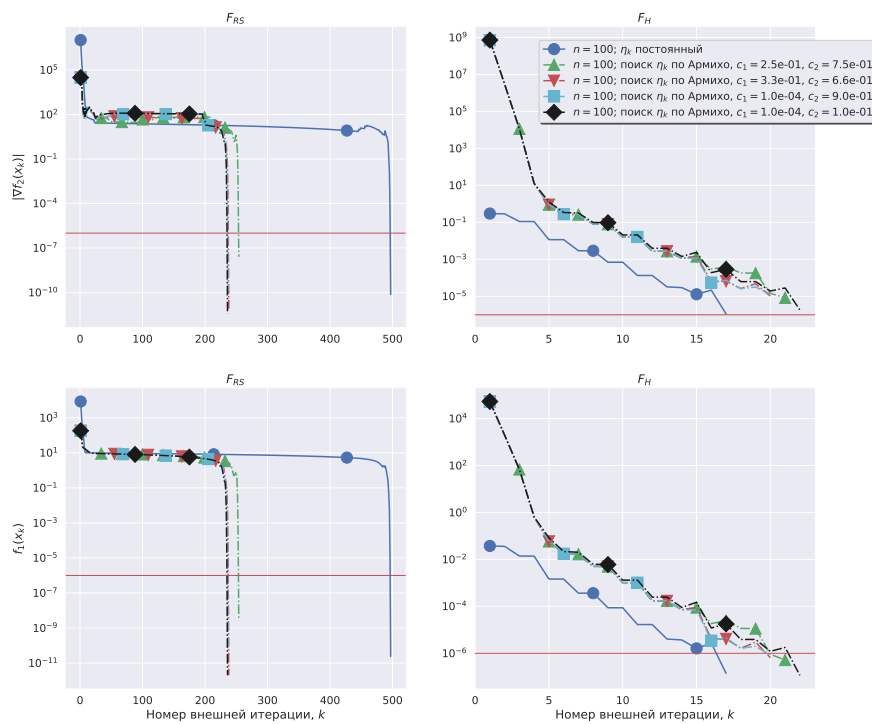 F_RS
10^5
10^2
10^−1
10^−4
10^−7
10^−10
|∇f_2(x_k)|
0 100 200 300 400 500
F_H
10^9
10^7
10^5
10^3
10^1
10^−1
10^−3
10^−5
0 5 10 15 20
n = 100; η_k постоянный
n = 100; поиск η_k по Армихо, c_1 = 2.5e-01, c_2 = 7.5e-01
n = 100; поиск η_k по Армихо, c_1 = 3.3e-01, c_2 = 6.6e-01
n = 100; поиск η_k по Армихо, c_1 = 1.0e-04, c_2 = 9.0e-01
n = 100; поиск η_k по Армихо, c_1 = 1.0e-04, c_2 = 1.0e-01
F_RS
10^3
10^1
10^−1
10^−3
10^−5
10^−7
10^−9
10^−11
f_1(x_k)
0 100 200 300 400 500
Номер внешней итерации, k
F_H
10^4
10^2
10^0
10^−2
10^−4
10^−6
0 5 10 15 20
Номер внешней итерации, k